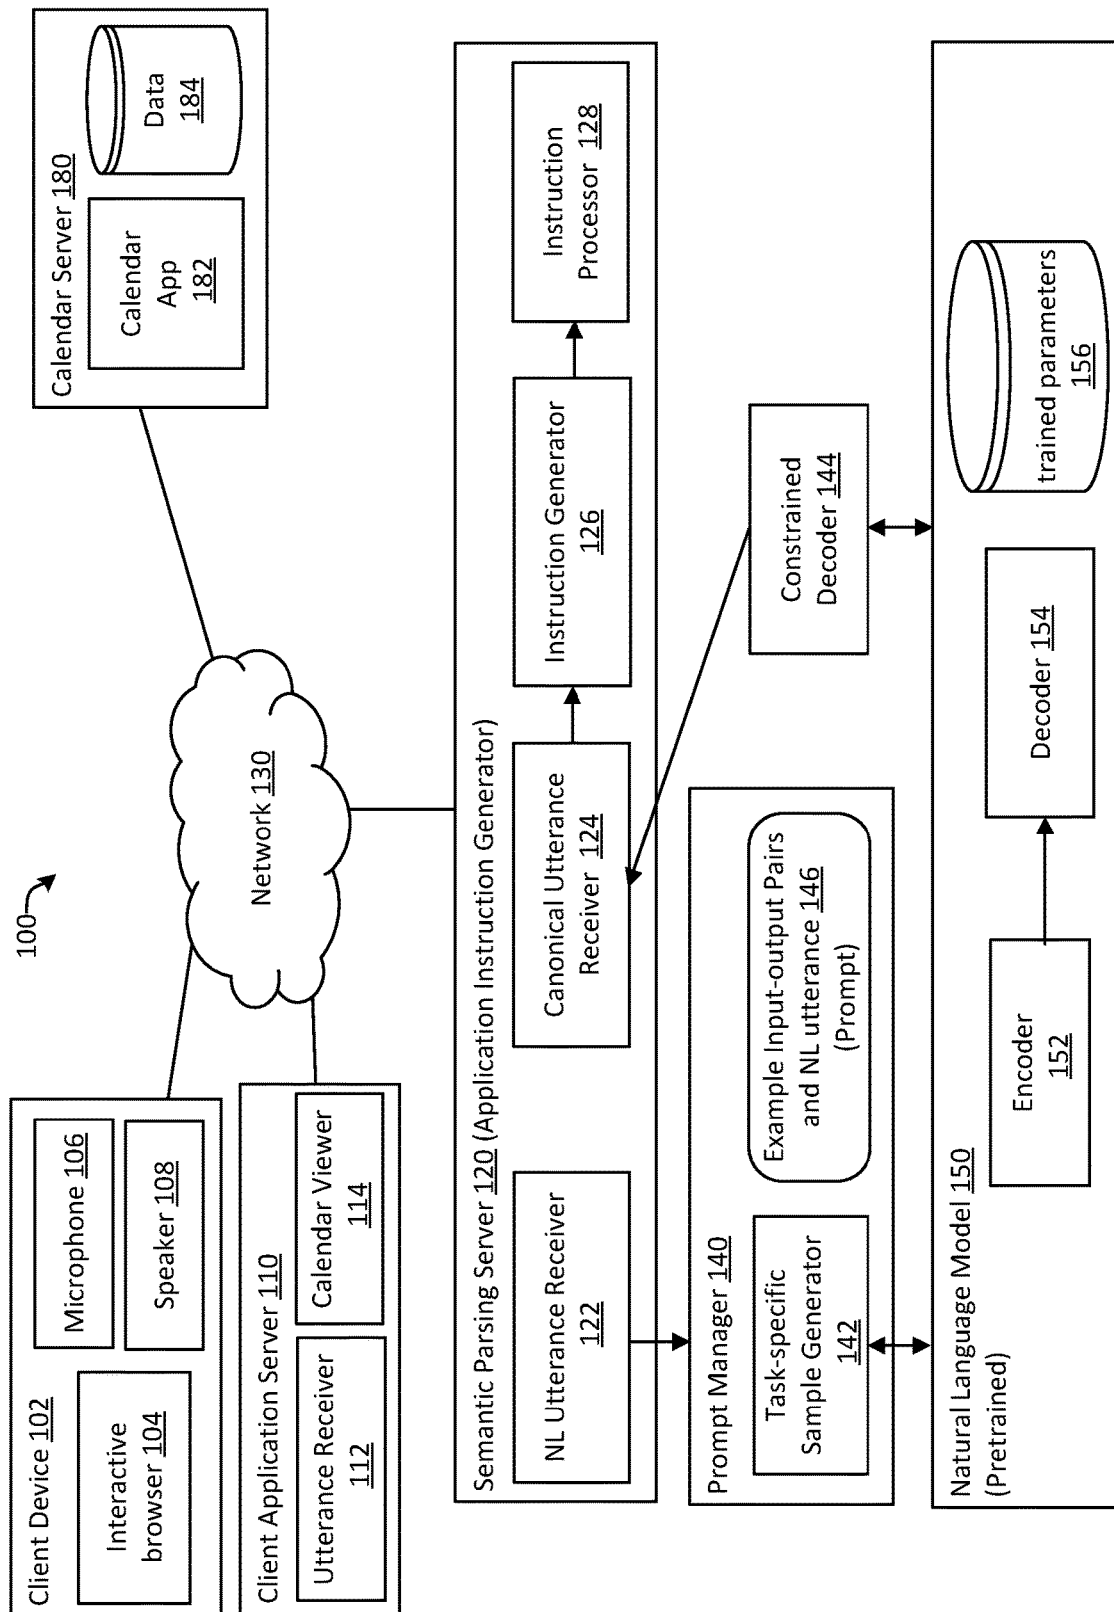 100
Client Device 102
Interactive
browser 104
Microphone 106
Speaker 108
Client Application Server 110
Utterance Receiver
112
Calendar Viewer
114
Network 130
Calendar Server 180
Calendar
App
182
Data
184
Semantic Parsing Server 120 (Application Instruction Generator)
NL Utterance Receiver
122
Canonical Utterance
Receiver 124
Instruction Generator
126
Instruction
Processor 128
Prompt Manager 140
Task-specific
Sample Generator
142
Example Input-output Pairs
and NL utterance 146
(Prompt)
Constrained
Decoder 144
Natural Language Model 150
(Pretrained)
Encoder
152
Decoder 154
trained parameters
156